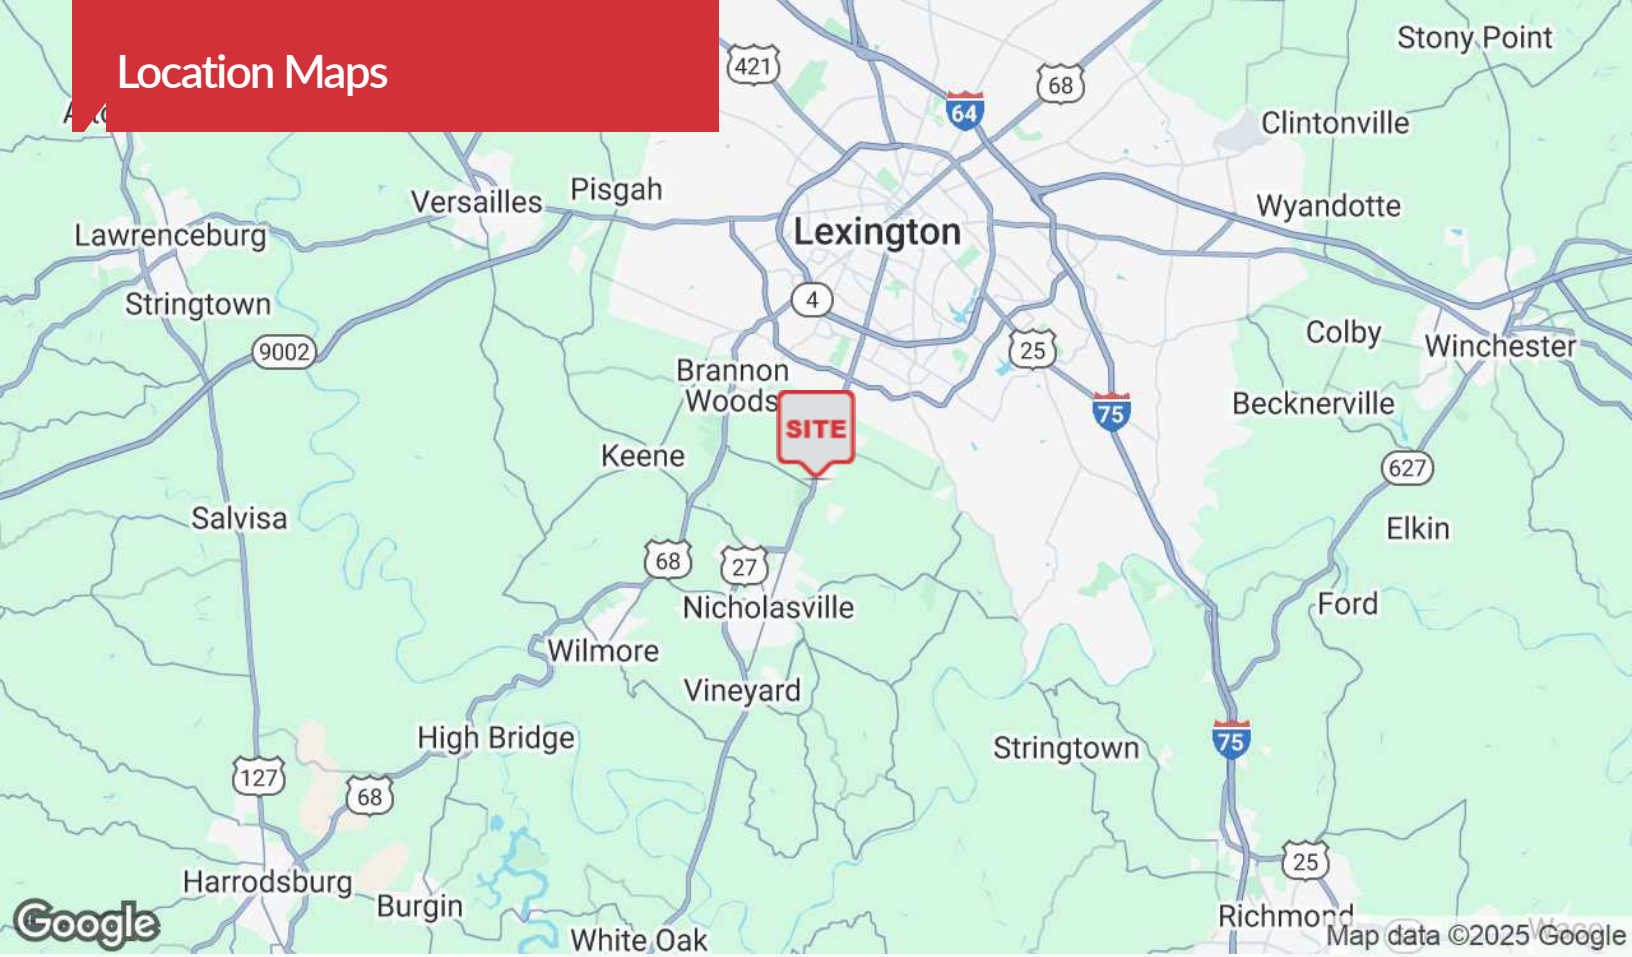 Location Maps
421
68
Stony Point
64
Clintonville
Versailles
Pisgah
Wyandotte
Lawrenceburg
Lexington
Stringtown
4
9002
25
Colby
Winchester
Brannon
Woods
75
Becknerville
SITE
Keene
627
Salvisa
Elkin
68
27
Nicholasville
Ford
Wilmore
Vineyard
High Bridge
75
Stringtown
127
68
25
Harrodsburg
Burgin
Richmond
White Oak
Google
Map data ©2025 Google